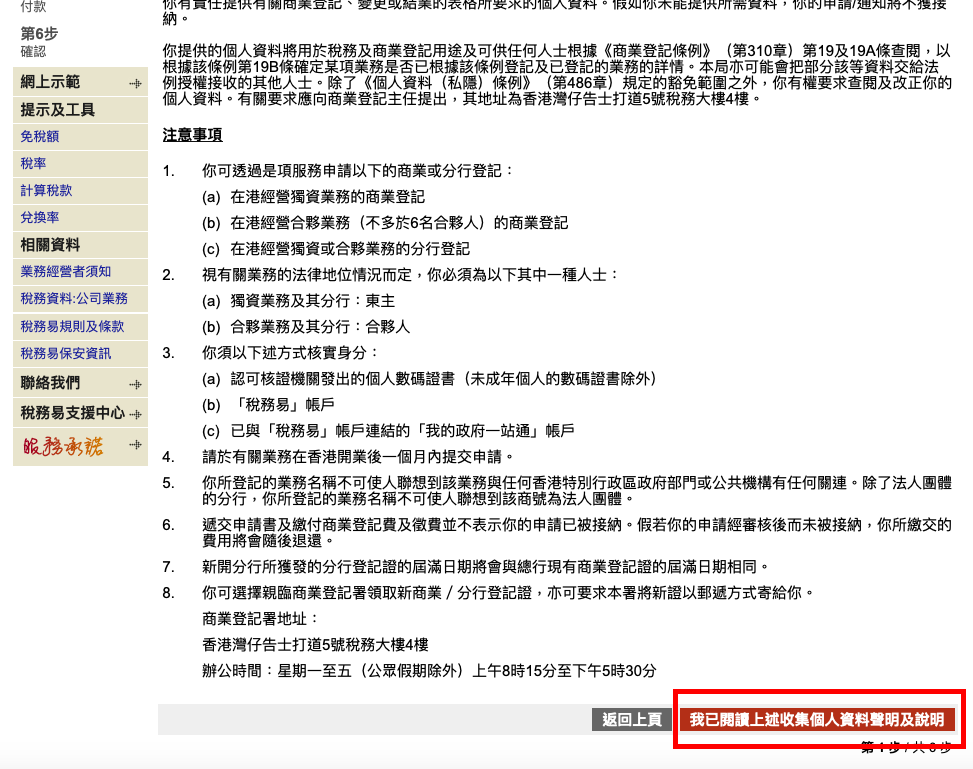 付款
第6步
確認
網上示範
提示及工具
免稅額
稅率
計算稅款
兌換率
相關資料
業務經營者須知
稅務資料:公司業務
稅務易規則及條款
稅務易保安資訊
聯絡我們
稅務易支援中心
服務承諾
你有責任提供有關商業登記、變更或結業的表格所要求的個人資料。假如你未能提供所需資料，你的申請/通知將不獲接
納。
你提供的個人資料將用於稅務及商業登記用途及可供任何人士根據《商業登記條例》（第310章）第19及19A條查閱，以
根據該條例第19B條確定某項業務是否已根據該條例登記及已登記的業務的詳情。本局亦可能會把部分該等資料交給法
例授權接收的其他人士。除了《個人資料（私隱）條例》（第486章）規定的豁免範圍之外，你有權要求查閱及改正你的
個人資料。有關要求應向商業登記主任提出，其地址為香港灣仔告士打道5號稅務大樓4樓。
注意事項
1. 你可透過是項服務申請以下的商業或分行登記：
(a) 在港經營獨資業務的商業登記
(b) 在港經營合夥業務（不多於6名合夥人）的商業登記
(c) 在港經營獨資或合夥業務的分行登記
2. 視有關業務的法律地位情況而定，你必須為以下其中一種人士：
(a) 獨資業務及其分行：東主
(b) 合夥業務及其分行：合夥人
3. 你須以下述方式核實身分：
(a) 認可核證機關發出的個人數碼證書（未成年個人的數碼證書除外）
(b) 「稅務易」帳戶
(c) 已與「稅務易」帳戶連結的「我的政府一站通」帳戶
4. 請於有關業務在香港開業後一個月內提交申請。
5. 你所登記的業務名稱不可使人聯想到該業務與任何香港特別行政區政府部門或公共機構有任何關連。除了法人團體
的分行，你所登記的業務名稱不可使人聯想到該商號為法人團體。
6. 遞交申請書及繳付商業登記費及徵費並不表示你的申請已被接納。假若你的申請經審核後而未被接納，你所繳交的
費用將會隨後退還。
7. 新開分行所獲發的分行登記證的屆滿日期將會與總行現有商業登記證的屆滿日期相同。
8. 你可選擇親臨商業登記署領取新商業 / 分行登記證，亦可要求本署將新證以郵遞方式寄給你。
商業登記署地址：
香港灣仔告士打道5號稅務大樓4樓
辦公時間：星期一至五（公眾假期除外）上午8時15分至下午5時30分
返回上頁 我已閱讀上述收集個人資料聲明及說明
第 1 步 / 共 6 步